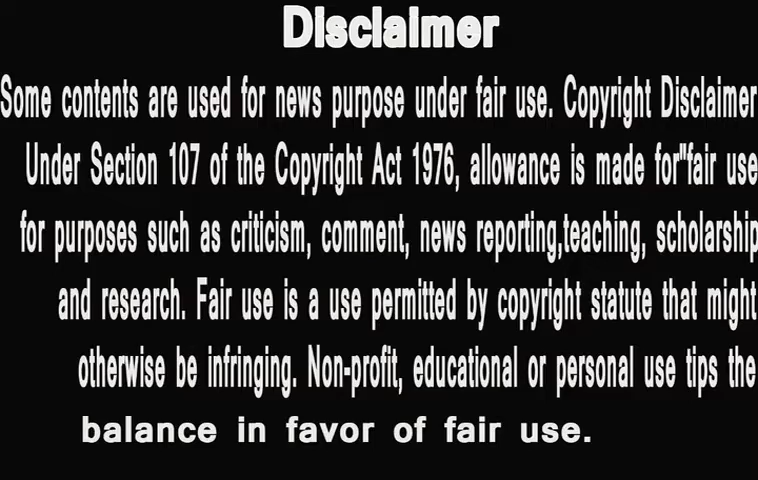 Disclaimer
Some contents are used for news purpose under fair use. Copyright Disclaimer
Under Section 107 of the Copyright Act 1976, allowance is made for"fair use
for purposes such as criticism, comment, news reporting,teaching, scholarship
and research. Fair use is a use permitted by copyright statute that might
otherwise be infringing. Non-profit, educational or personal use tips the
balance in favor of fair use.